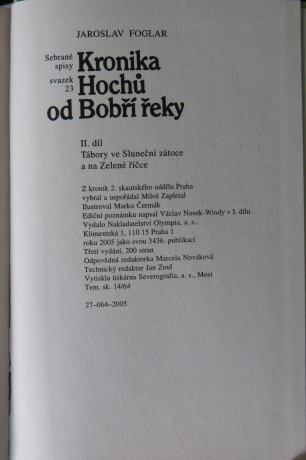 JAROSLAV FOGLAR
Sebrané spisy
svazek 23
Kronika
Hochů
od Bobří řeky
II. díl
Tábory ve Sluneční zátoce
a na Zelené říčce
Z kronik 2. skautského oddílu Praha
vybral a uspořádal Miloš Zapletal
Ilustroval Marko Čermák
Ediční poznámku napsal Václav Nosek-Windy v I. dílu
Vydalo Nakladatelství Olympia, a. s.,
Klimentská 1, 110 15 Praha 1
roku 2005 jako svou 3436. publikaci
Třetí vydání, 200 stran
Odpovědná redaktorka Marcela Nováková
Technický redaktor Jan Zoul
Vytiskla tiskárna Severografia, a. s., Most
Tem. sk. 14/64
27-064-2005